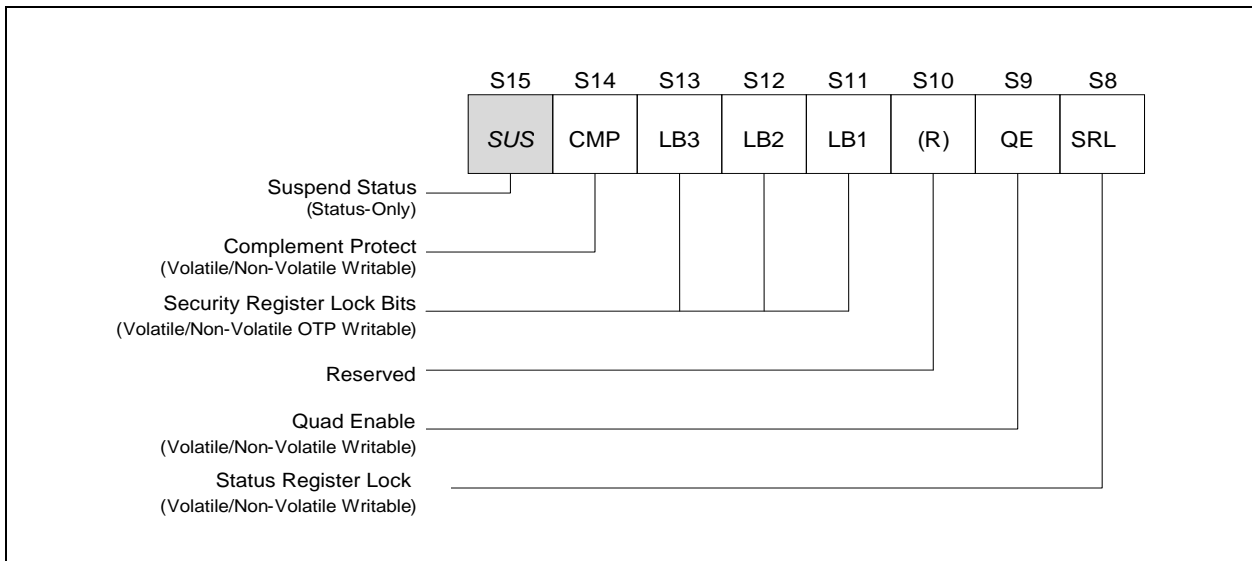 S15 S14 S13 S12 S11 S10 S9 S8
SUS CMP LB3 LB2 LB1 (R) QE SRL
Suspend Status
(Status-Only)
Complement Protect
(Volatile/Non-Volatile Writable)
Security Register Lock Bits
(Volatile/Non-Volatile OTP Writable)
Reserved
Quad Enable
(Volatile/Non-Volatile Writable)
Status Register Lock
(Volatile/Non-Volatile Writable)